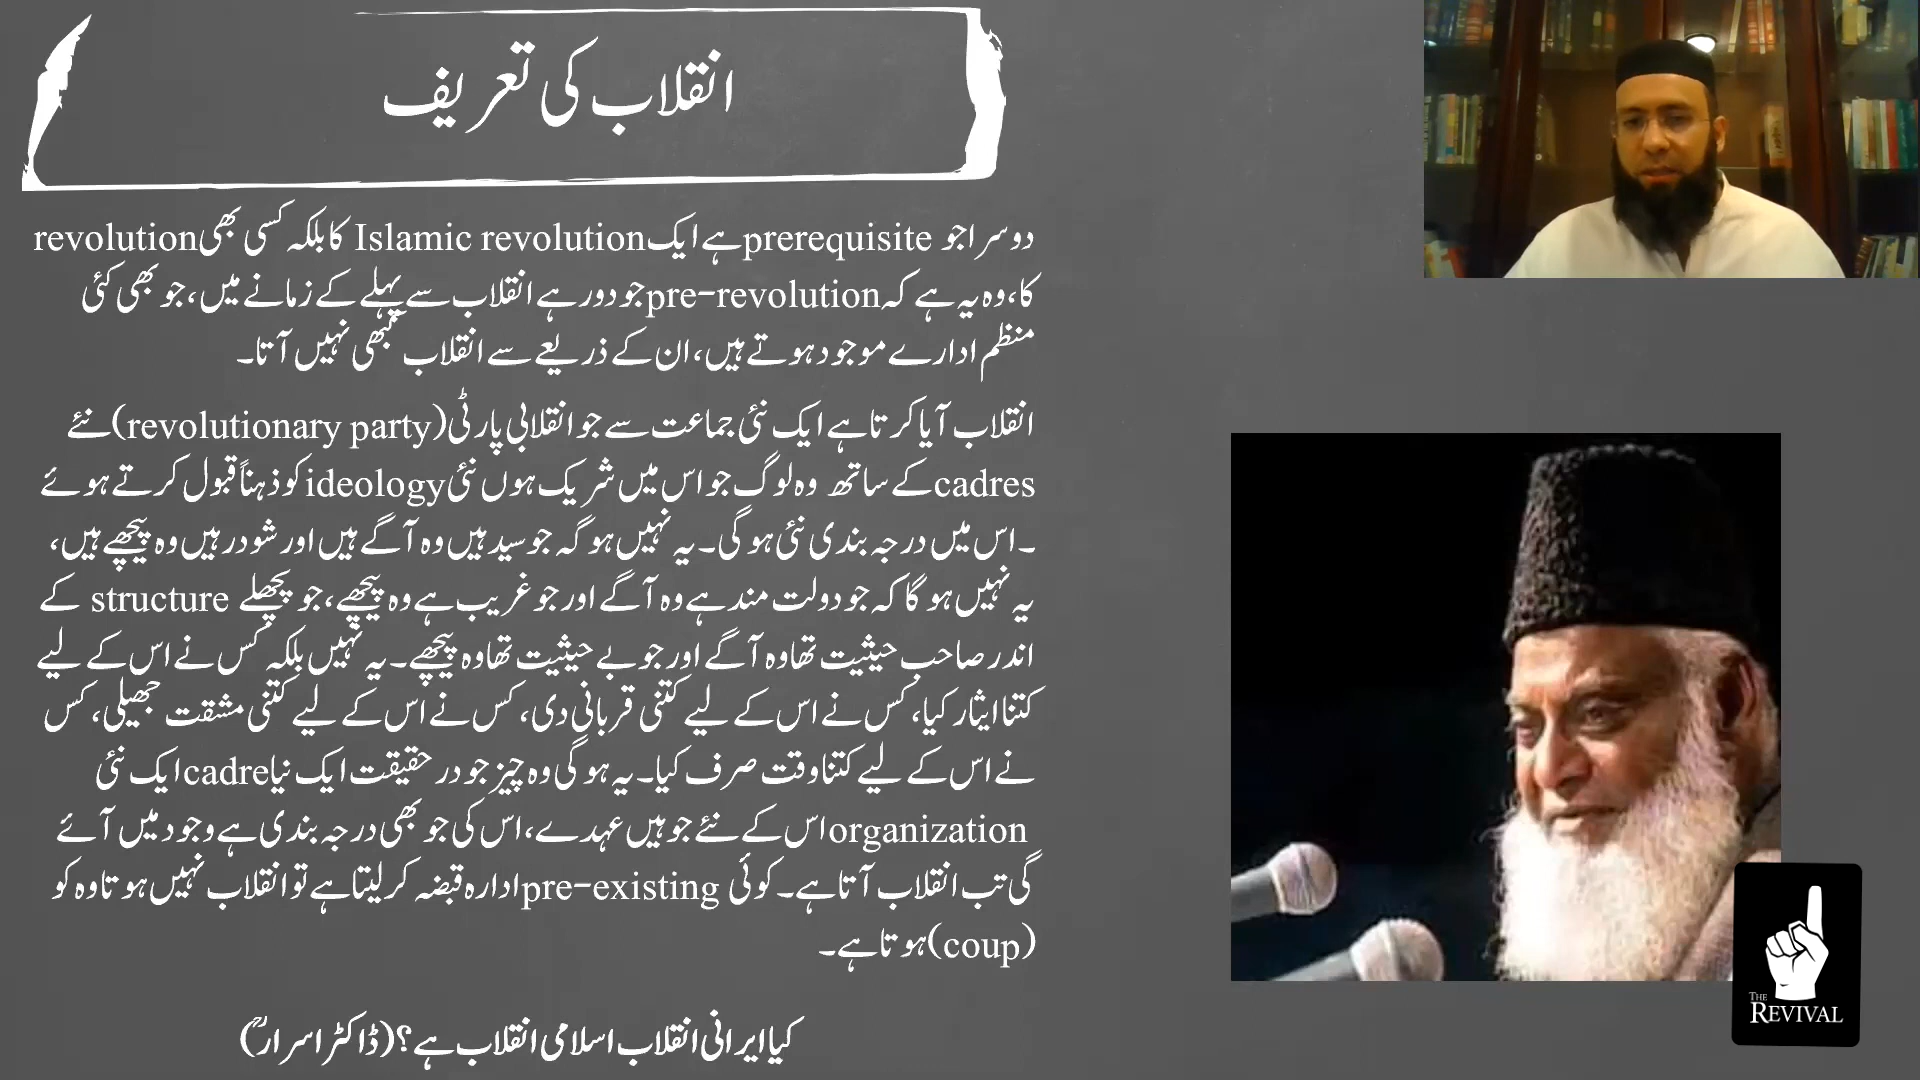 انقلاب کی تعریف
دوسرا جو prerequisite ہے ایک Islamic revolution کا بلکہ کسی بھی revolution
کا، وہ یہ ہے کہ pre-revolution جو دور ہے انقلاب سے پہلے کے زمانے میں، جو بھی کئی
منظم ادارے موجود ہوتے ہیں، ان کے ذریعے سے انقلاب کبھی نہیں آتا۔
انقلاب آیا کرتا ہے ایک نئی جماعت سے جو انقلابی پارٹی (revolutionary party) نئے
cadres کے ساتھ وہ لوگ جو اس میں شریک ہوں نئی ideology کو ذہناً قبول کرتے ہوئے
۔اس میں درجہ بندی نئی ہو گی۔ یہ نہیں ہو گہ جو سید ہیں وہ آگے ہیں اور شودر ہیں وہ پیچھے ہیں،
یہ نہیں ہو گا کہ جو دولت مند ہے وہ آگے اور جو غریب ہے وہ پیچھے، جو پچھلے structure کے
اندر صاحب حیثیت تھا وہ آگے اور جو بے حیثیت تھا وہ پیچھے۔ یہ نہیں بلکہ کس نے اس کے لیے
کتنا ایثار کیا، کس نے اس کے لیے کتنی قربانی دی، کس نے اس کے لیے کتنی مشقت جھیلی، کس
نے اس کے لیے کتنا وقت صرف کیا۔ یہ ہو گی وہ چیز جو در حقیقت ایک نیا cadre ایک نئی
organization اس کے نئے جو ہیں عہدے، اس کی جو بھی درجہ بندی ہے وجود میں آئے
گی تب انقلاب آتا ہے۔ کوئی pre-existing ادارہ قبضہ کر لیتا ہے تو انقلاب نہیں ہوتا وہ کو
(coup) ہوتا ہے۔
کیا ایرانی انقلاب اسلامی انقلاب ہے؟ (ڈاکٹر اسرارؒ)
THE
REVIVAL